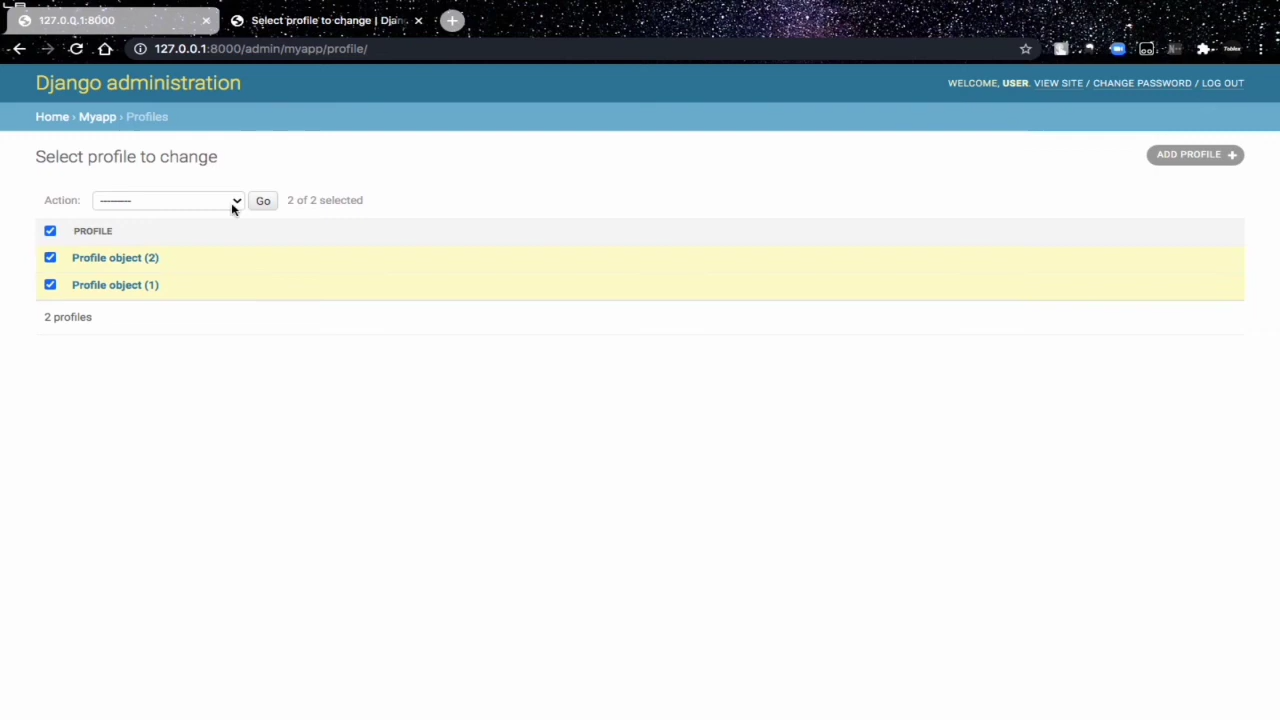 127.0.0.1:8000
Select profile to change | Djan
127.0.0.1:8000/admin/myapp/profile/
Django administration
WELCOME, USER. VIEW SITE / CHANGE PASSWORD / LOG OUT
Home › Myapp › Profiles
Select profile to change
ADD PROFILE +
Action: ---------
Go
2 of 2 selected
PROFILE
Profile object (2)
Profile object (1)
2 profiles